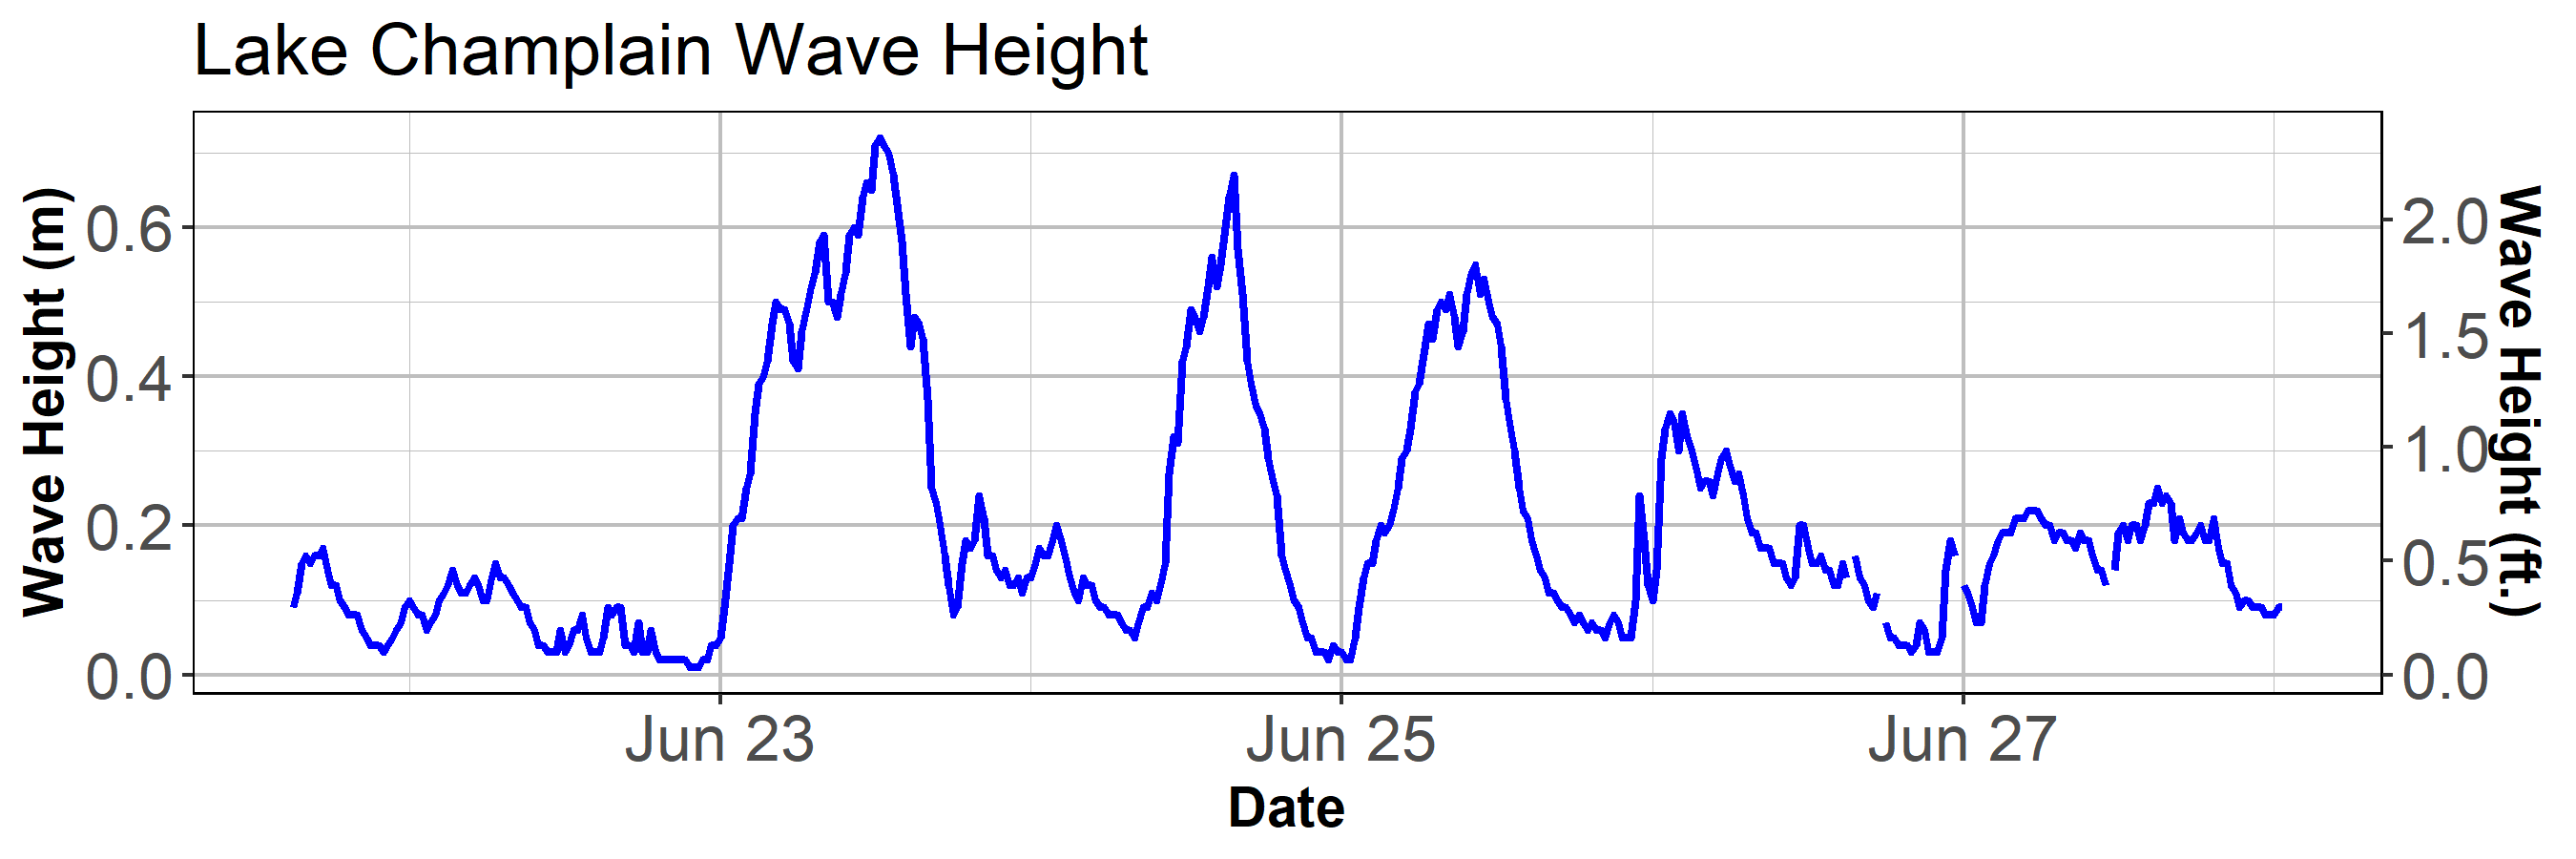 Lake Champlain Wave Height
Wave Height (m)
0.6
0.4
0.2
0.0
2.0
1.5
1.0
0.5
0.0
Wave Height (ft.)
Jun 23
Jun 25
Jun 27
Date